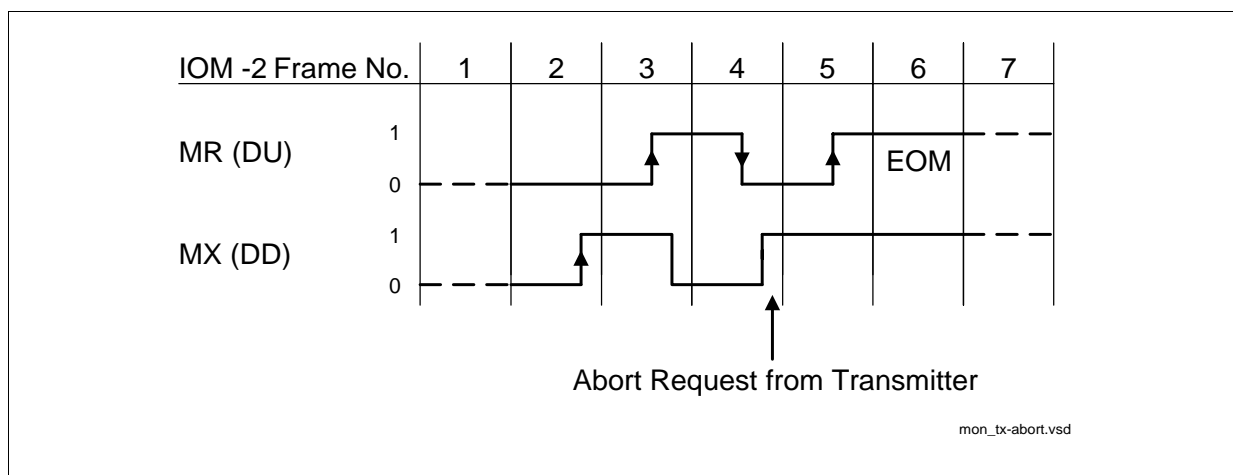 IOM -2 Frame No. 1 2 3 4 5 6 7
1
MR (DU)
EOM
0
1
MX (DD)
0
Abort Request from Transmitter
mon_tx-abort.vsd